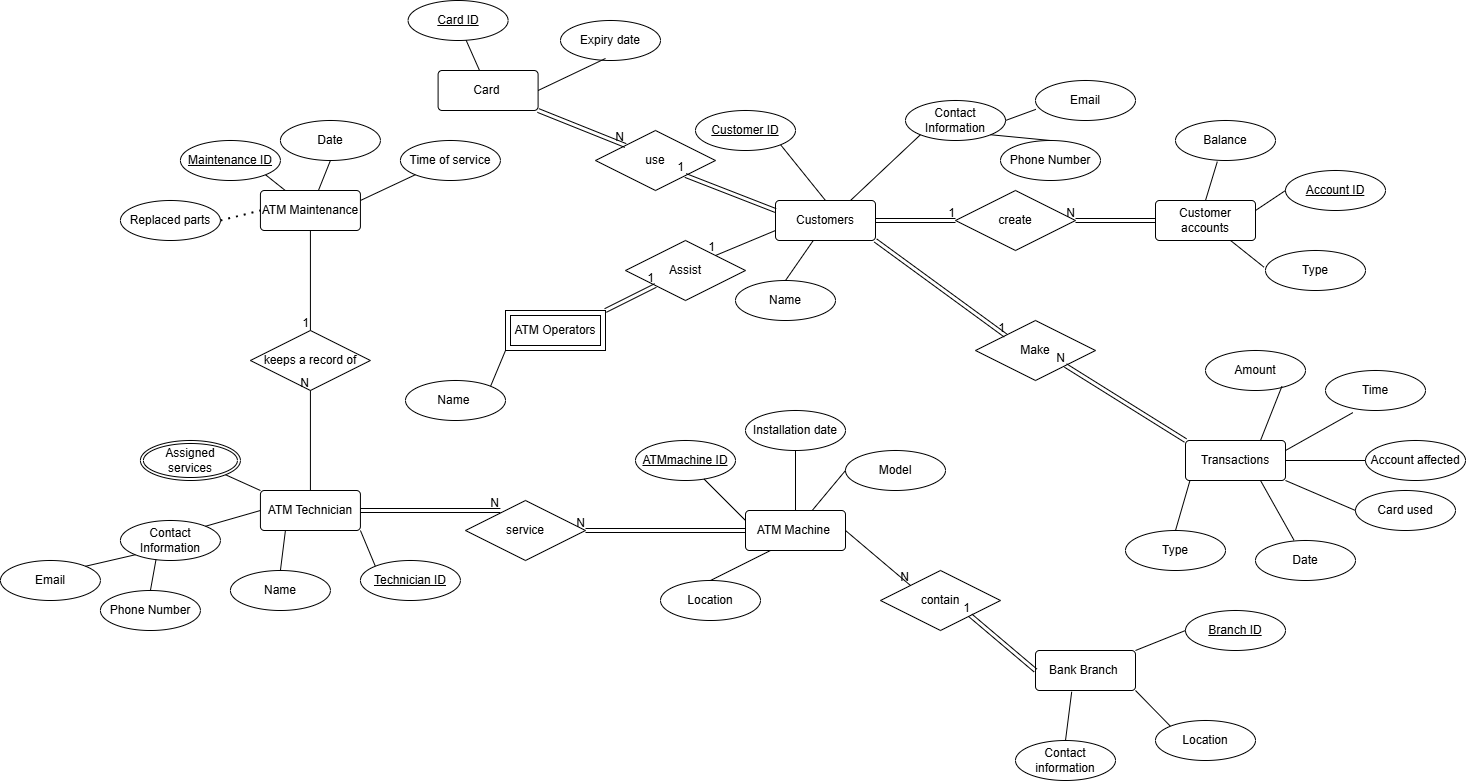 Card ID
Expiry date
Card
Email
Contact
Information
Customer ID
Date
N
Balance
Maintenance ID
Time of service
use
Phone Number
1
Account ID
ATM Maintenance
Replaced parts
Customers
1
create
N
Customer
accounts
1
Assist
1
Type
Name
1
ATM Operators
1
Make
N
keeps a record of
N
Amount
Time
Name
Installation date
Assigned
services
ATMmachine ID
Model
Transactions
Account affected
ATM Technician
N
service
N
ATM Machine
Card used
Contact
Information
Type
Date
Email
Name
Technician ID
N
Location
contain
1
Phone Number
Branch ID
Bank Branch
Location
Contact
information